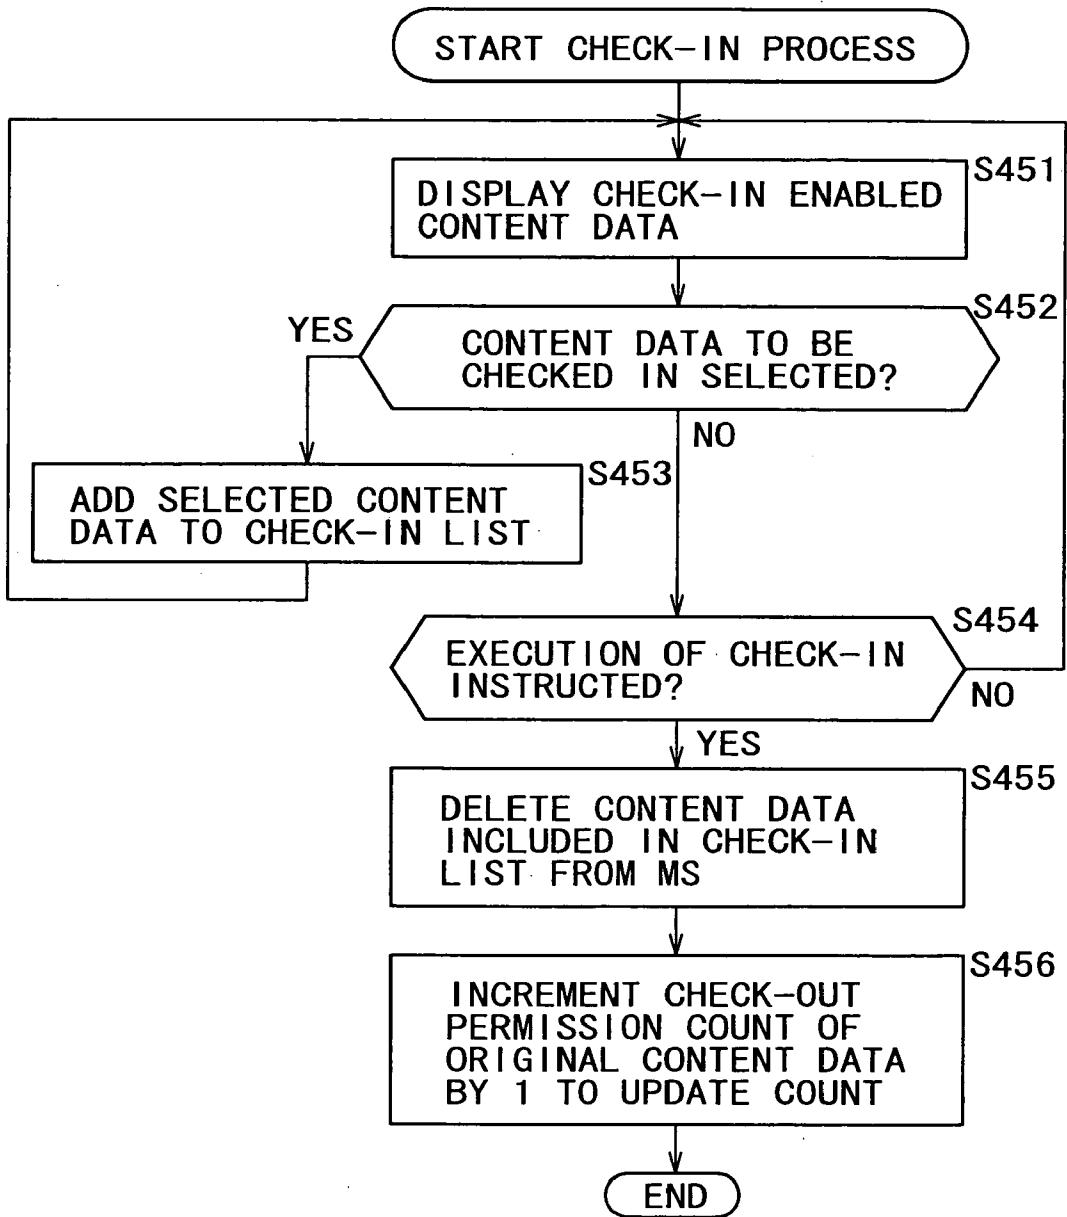 START CHECK-IN PROCESS
S451
DISPLAY CHECK-IN ENABLED
CONTENT DATA
S452
YES
CONTENT DATA TO BE
CHECKED IN SELECTED?
NO
S453
ADD SELECTED CONTENT
DATA TO CHECK-IN LIST
S454
EXECUTION OF CHECK-IN
INSTRUCTED?
NO
YES
S455
DELETE CONTENT DATA
INCLUDED IN CHECK-IN
LIST FROM MS
S456
INCREMENT CHECK-OUT
PERMISSION COUNT OF
ORIGINAL CONTENT DATA
BY 1 TO UPDATE COUNT
END